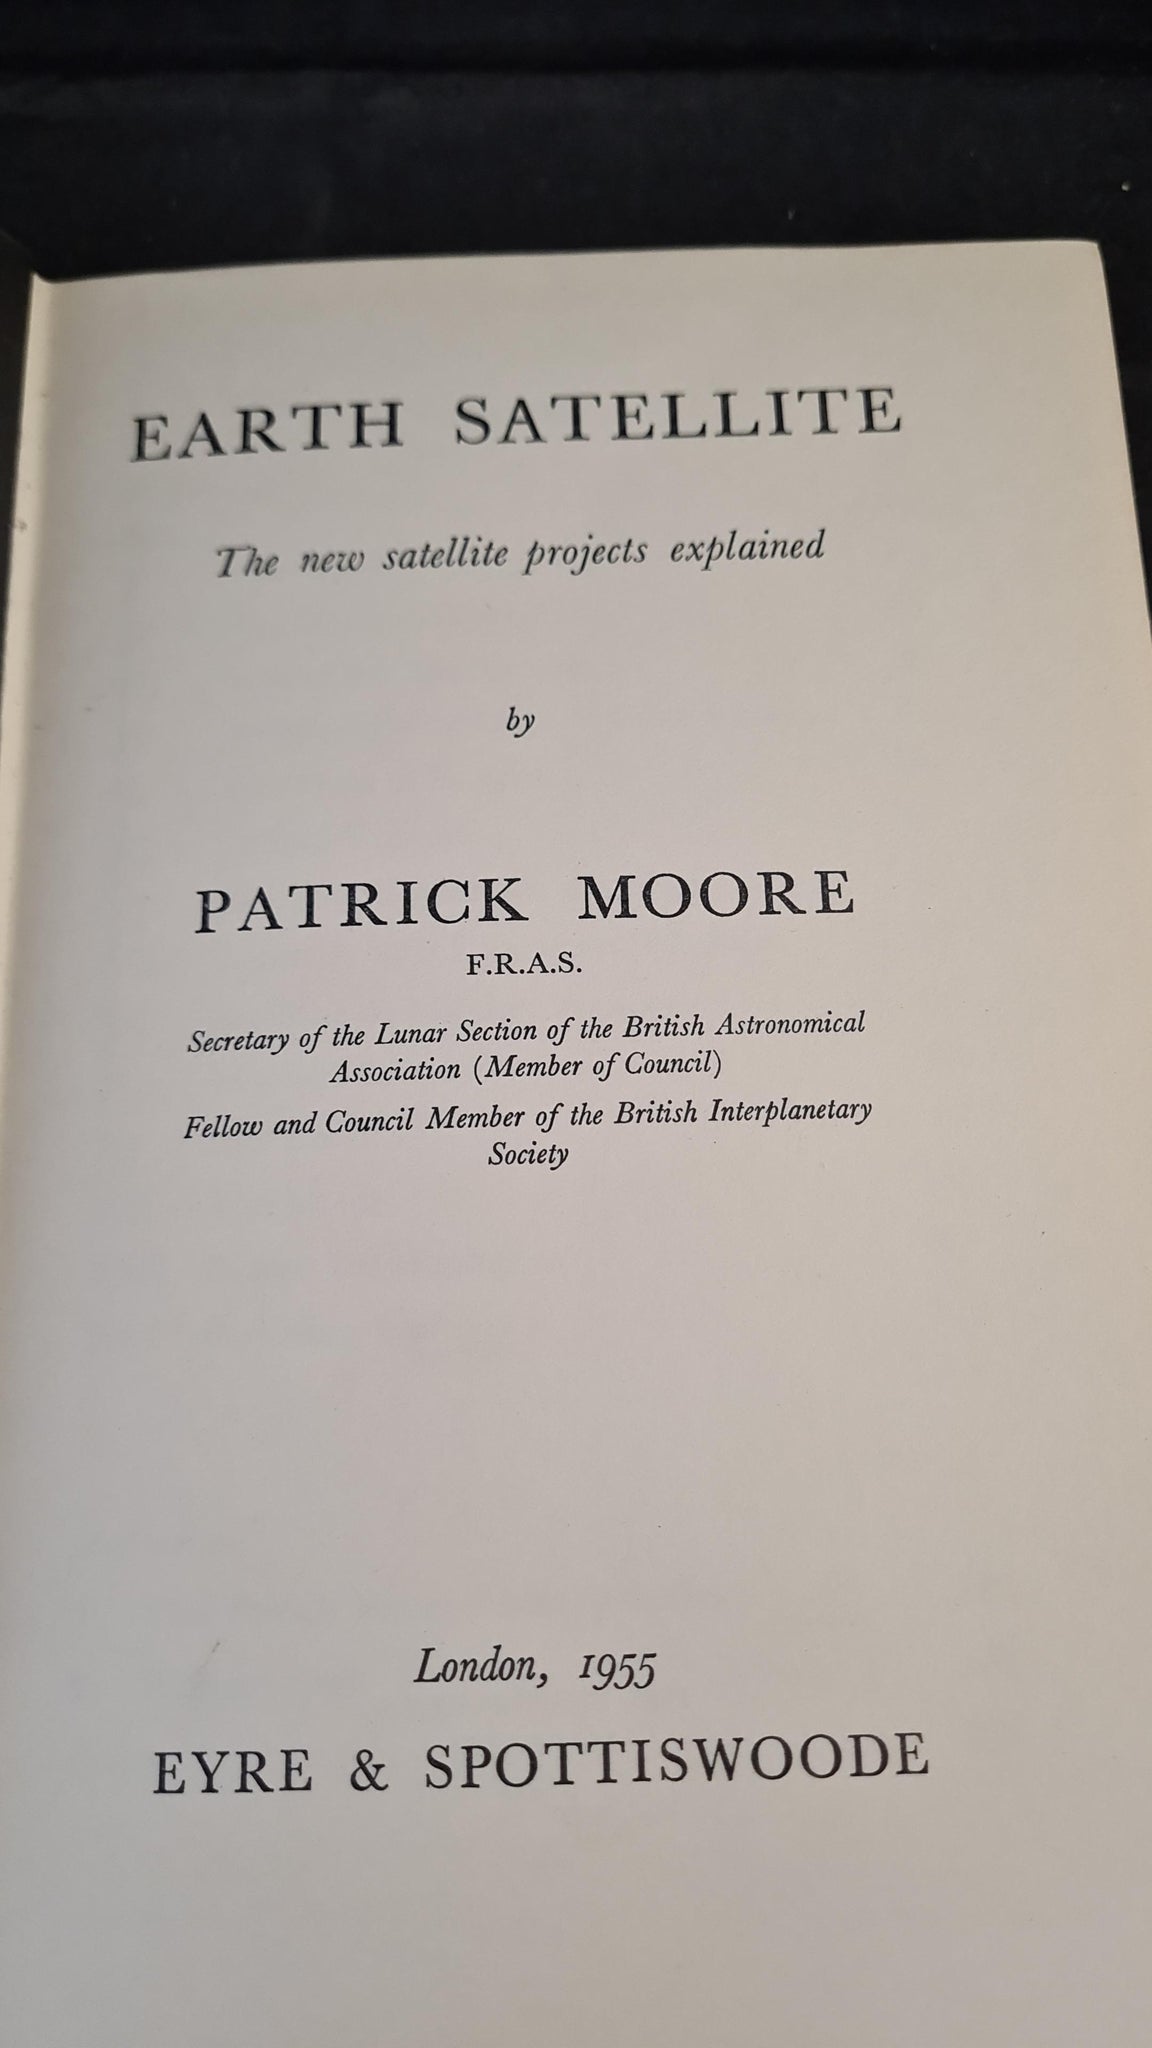 EARTH SATELLITE
The new satellite projects explained
by
PATRICK MOORE
F.R.A.S.
Secretary of the Lunar Section of the British Astronomical
Association (Member of Council)
Fellow and Council Member of the British Interplanetary
Society
London, 1955
EYRE & SPOTTISWOODE